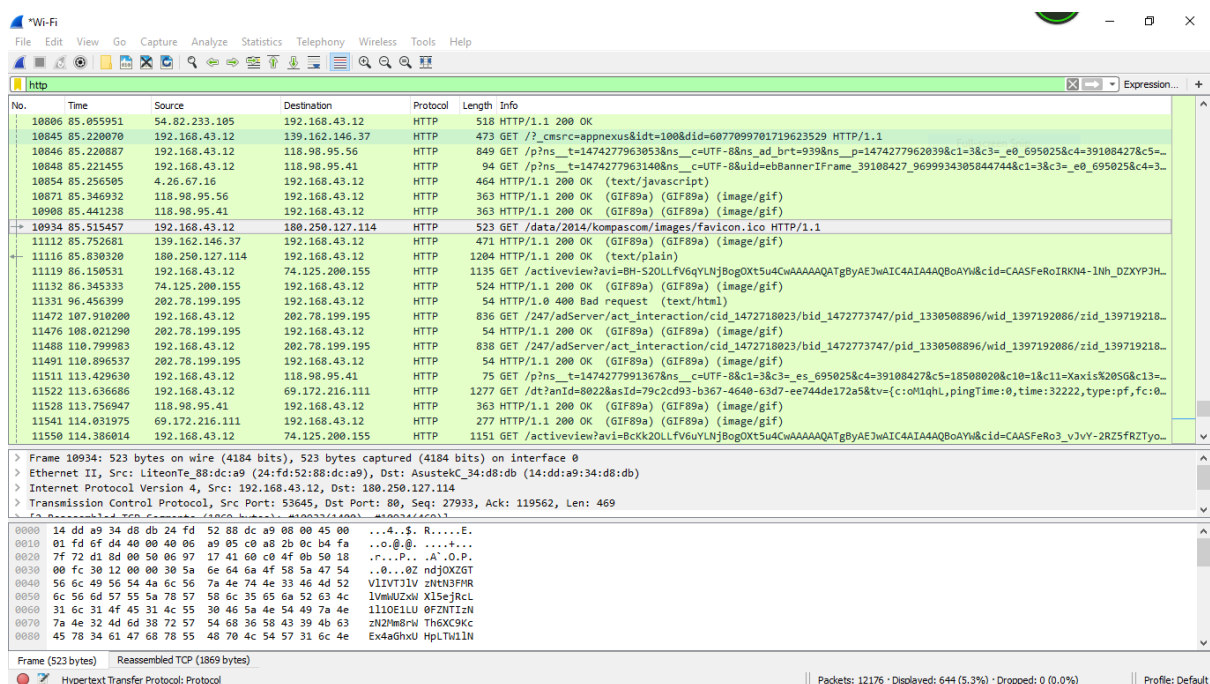 *Wi-Fi
File Edit View Go Capture Analyze Statistics Telephony Wireless Tools Help
http
Expression...
+
No. Time Source Destination Protocol Length Info
10806 85.055951 54.82.233.105 192.168.43.12 HTTP 518 HTTP/1.1 200 OK
10845 85.220070 192.168.43.12 139.162.146.37 HTTP 473 GET /?_cmsrc=appnexus&idt=100&did=6077099701719623529 HTTP/1.1
10846 85.220887 192.168.43.12 118.98.95.56 HTTP 849 GET /p?ns__t=1474277963053&ns__c=UTF-8&ns_ad_brt=939&ns__p=1474277962039&c1=3&c3=_e0_695025&c4=39108427&c5=…
10848 85.221455 192.168.43.12 118.98.95.41 HTTP 94 GET /p?ns__t=1474277963140&ns__c=UTF-8&uid=ebBannerIFrame_39108427_9699934305844744&c1=3&c3=_e0_695025&c4=3…
10854 85.256505 4.26.67.16 192.168.43.12 HTTP 464 HTTP/1.1 200 OK (text/javascript)
10871 85.346932 118.98.95.56 192.168.43.12 HTTP 363 HTTP/1.1 200 OK (GIF89a) (GIF89a) (image/gif)
10908 85.441238 118.98.95.41 192.168.43.12 HTTP 363 HTTP/1.1 200 OK (GIF89a) (GIF89a) (image/gif)
10934 85.515457 192.168.43.12 180.250.127.114 HTTP 523 GET /data/2014/kompascom/images/favicon.ico HTTP/1.1
11112 85.752681 139.162.146.37 192.168.43.12 HTTP 471 HTTP/1.1 200 OK (GIF89a) (GIF89a) (image/gif)
11116 85.830320 180.250.127.114 192.168.43.12 HTTP 1204 HTTP/1.1 200 OK (text/plain)
11119 86.150531 192.168.43.12 74.125.200.155 HTTP 1135 GET /activeview?avi=BH-S2OLLfV6qYLNjBogOXt5u4CwAAAAAQATgByAEJwAIC4AIA4AQBoAYW&cid=CAASFeRoIRKN4-lNh_DZXYPJH…
11132 86.345333 74.125.200.155 192.168.43.12 HTTP 524 HTTP/1.1 200 OK (GIF89a) (GIF89a) (image/gif)
11331 96.456399 202.78.199.195 192.168.43.12 HTTP 54 HTTP/1.0 400 Bad request (text/html)
11472 107.910200 192.168.43.12 202.78.199.195 HTTP 836 GET /247/adServer/act_interaction/cid_1472718023/bid_1472773747/pid_1330508896/wid_1397192086/zid_139719218…
11476 108.021290 202.78.199.195 192.168.43.12 HTTP 54 HTTP/1.1 200 OK (GIF89a) (GIF89a) (image/gif)
11488 110.799983 192.168.43.12 202.78.199.195 HTTP 838 GET /247/adServer/act_interaction/cid_1472718023/bid_1472773747/pid_1330508896/wid_1397192086/zid_139719218…
11491 110.896537 202.78.199.195 192.168.43.12 HTTP 54 HTTP/1.1 200 OK (GIF89a) (GIF89a) (image/gif)
11511 113.429630 192.168.43.12 118.98.95.41 HTTP 75 GET /p?ns__t=1474277991367&ns__c=UTF-8&c1=3&c3=_es_695025&c4=39108427&c5=18508020&c10=1&c11=Xaxis%20SG&c13=…
11522 113.636686 192.168.43.12 69.172.216.111 HTTP 1277 GET /dt?anId=8022&asId=79c2cd93-b367-4640-63d7-ee744de172a5&tv={c:oM1qhL,pingTime:0,time:32222,type:pf,fc:0…
11528 113.756947 118.98.95.41 192.168.43.12 HTTP 363 HTTP/1.1 200 OK (GIF89a) (GIF89a) (image/gif)
11541 114.031975 69.172.216.111 192.168.43.12 HTTP 277 HTTP/1.1 200 OK (GIF89a) (GIF89a) (image/gif)
11550 114.386014 192.168.43.12 74.125.200.155 HTTP 1151 GET /activeview?avi=BcKk2OLLfV6uYLNjBogOXt5u4CwAAAAAQATgByAEJwAIC4AIA4AQBoAYW&cid=CAASFeRo3_vJvY-2RZ5fRZTyo…
> Frame 10934: 523 bytes on wire (4184 bits), 523 bytes captured (4184 bits) on interface 0
> Ethernet II, Src: LiteonTe_88:dc:a9 (24:fd:52:88:dc:a9), Dst: AsustekC_34:d8:db (14:dd:a9:34:d8:db)
> Internet Protocol Version 4, Src: 192.168.43.12, Dst: 180.250.127.114
> Transmission Control Protocol, Src Port: 53645, Dst Port: 80, Seq: 27933, Ack: 119562, Len: 469
0000 14 dd a9 34 d8 db 24 fd 52 88 dc a9 08 00 45 00 ...4..$. R.....E.
0010 01 fd 6f d4 40 00 40 06 a9 05 c0 a8 2b 0c b4 fa ..o.@.@. ....+...
0020 7f 72 d1 8d 00 50 06 97 17 41 60 c0 4f 0b 50 18 .r...P.. .A`.O.P.
0030 00 fc 30 12 00 00 30 5a 6e 64 6a 4f 58 5a 47 54 ..0...0Z ndjOXZGT
0040 56 6c 49 56 54 4a 6c 56 7a 4e 74 4e 33 46 4d 52 VlIVTJlV zNtN3FMR
0050 6c 56 6d 57 55 5a 78 57 58 6c 35 65 6a 52 63 4c lVmWUZxW Xl5ejRcL
0060 31 6c 31 4f 45 31 4c 55 30 46 5a 4e 54 49 7a 4e 1l1OE1LU 0FZNTIzN
0070 7a 4e 32 4d 6d 38 72 57 54 68 36 58 43 39 4b 63 zN2Mm8rW Th6XC9Kc
0080 45 78 34 61 47 68 78 55 48 70 4c 54 57 31 6c 4e Ex4aGhxU HpLTW1lN
Frame (523 bytes) Reassembled TCP (1869 bytes)
Hypertext Transfer Protocol: Protocol
Packets: 12176 · Displayed: 644 (5.3%) · Dropped: 0 (0.0%)
Profile: Default